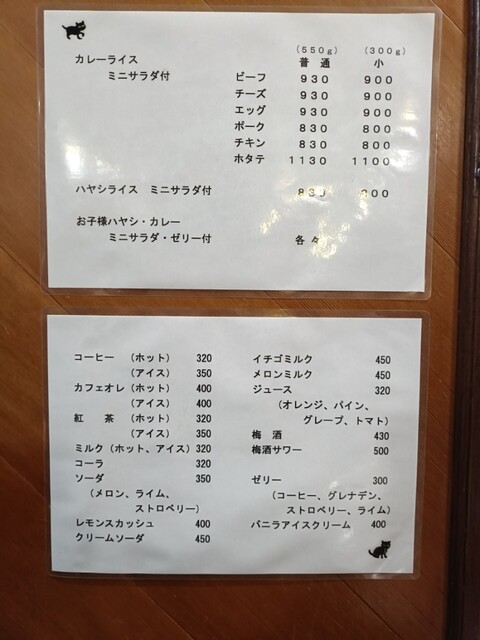 （５５０ｇ） （３００ｇ）
カレーライス 普通 小
ミニサラダ付 ビーフ ９３０ ９００
チーズ ９３０ ９００
エッグ ９３０ ９００
ポーク ８３０ ８００
チキン ８３０ ８００
ホタテ １１３０ １１００
ハヤシライス ミニサラダ付 ８３０ ８００
お子様ハヤシ・カレー
ミニサラダ・ゼリー付 各々
コーヒー （ホット） 320
（アイス） 350
カフェオレ（ホット） 400
（アイス） 400
紅 茶 （ホット） 320
（アイス） 350
ミルク（ホット、アイス）320
コーラ 320
ソーダ 350
（メロン、ライム、
ストロベリー）
レモンスカッシュ 400
クリームソーダ 450
イチゴミルク 450
メロンミルク 450
ジュース 320
（オレンジ、パイン、
グレープ、トマト）
梅 酒 430
梅酒サワー 500
ゼリー 300
（コーヒー、グレナデン、
ストロベリー、ライム）
バニラアイスクリーム 400